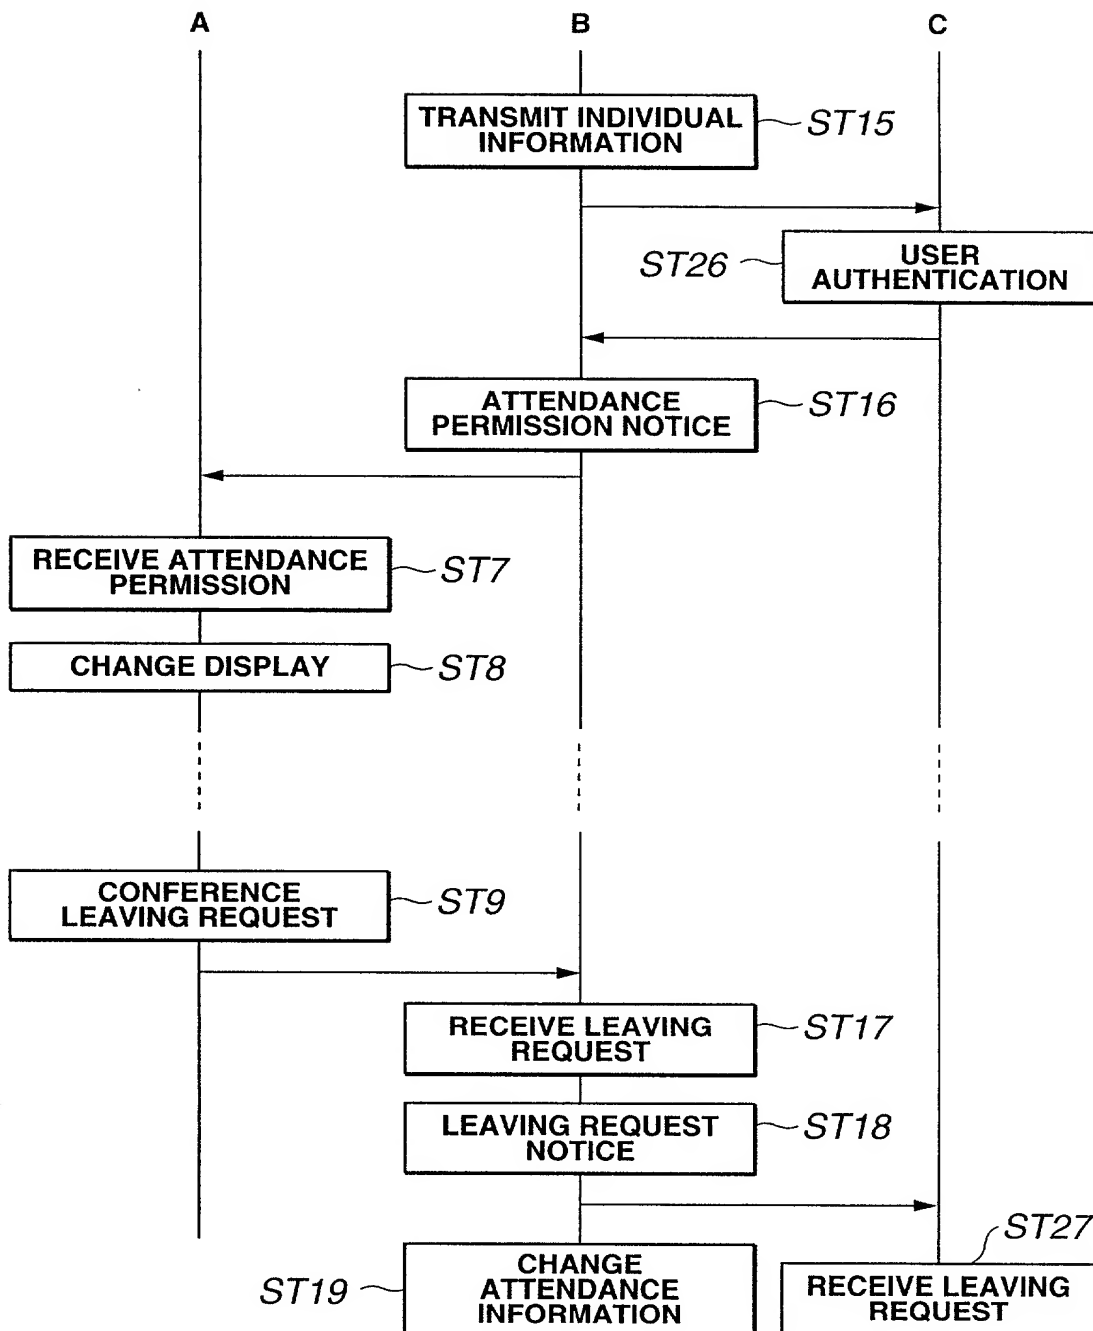 A B C
TRANSMIT INDIVIDUAL
INFORMATION
ST15
ST26
USER
AUTHENTICATION
ATTENDANCE
PERMISSION NOTICE
ST16
RECEIVE ATTENDANCE
PERMISSION
ST7
CHANGE DISPLAY
ST8
CONFERENCE
LEAVING REQUEST
ST9
RECEIVE LEAVING
REQUEST
ST17
LEAVING REQUEST
NOTICE
ST18
ST19
CHANGE
ATTENDANCE
INFORMATION
ST27
RECEIVE LEAVING
REQUEST